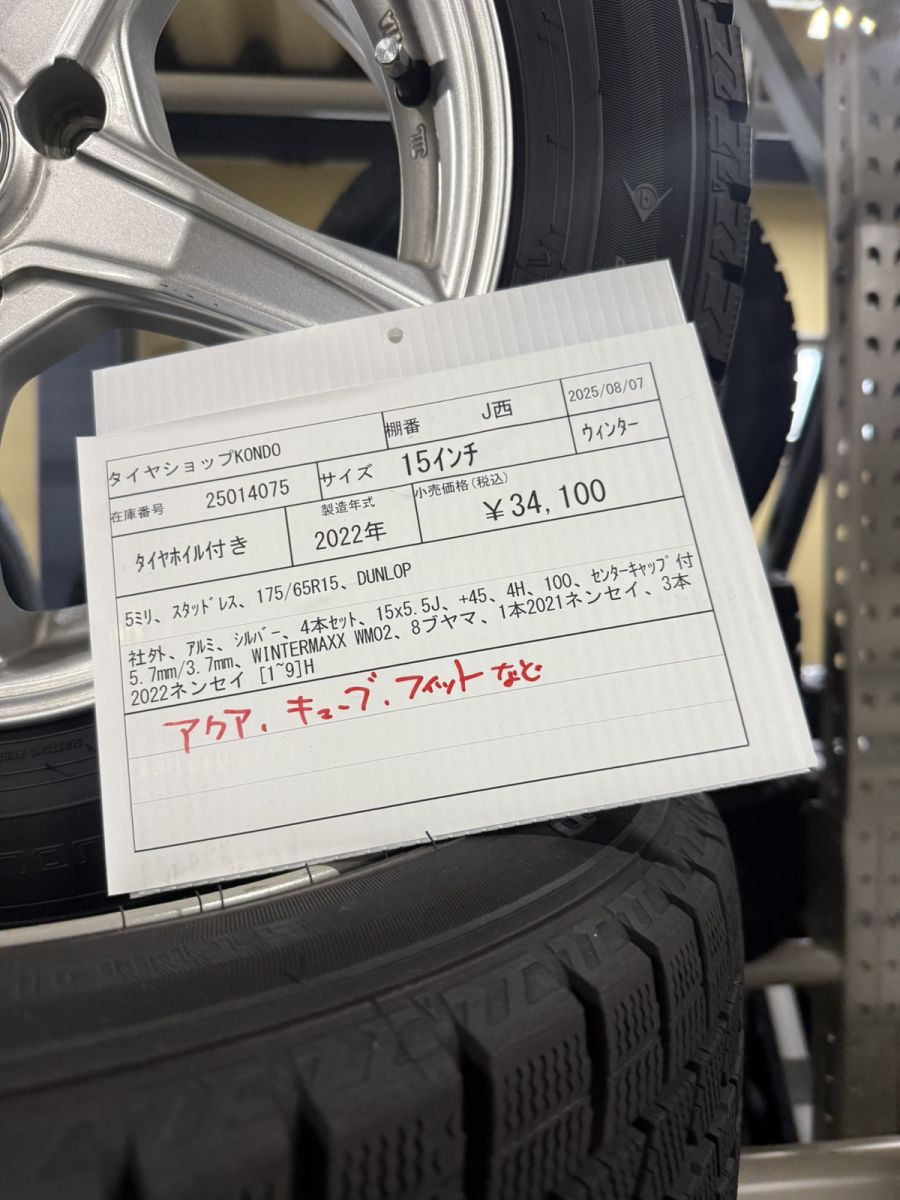 タイヤショップKONDO
棚番 J西 2025/08/07
在庫番号 25014075 サイズ 15インチ ウィンター
タイヤホイル付き 製造年式 2022年 小売価格(税込) ￥34,100
5ミリ、スタッドレス、175/65R15、DUNLOP
社外、アルミ、シルバー、4本セット、15x5.5J、+45、4H、100、センターキャップ付
5.7mm/3.7mm、WINTERMAXX WM02、8ブヤマ、1本2021ネンセイ、3本
2022ネンセイ [1~9]H
アクア、キューブ、フィットなど